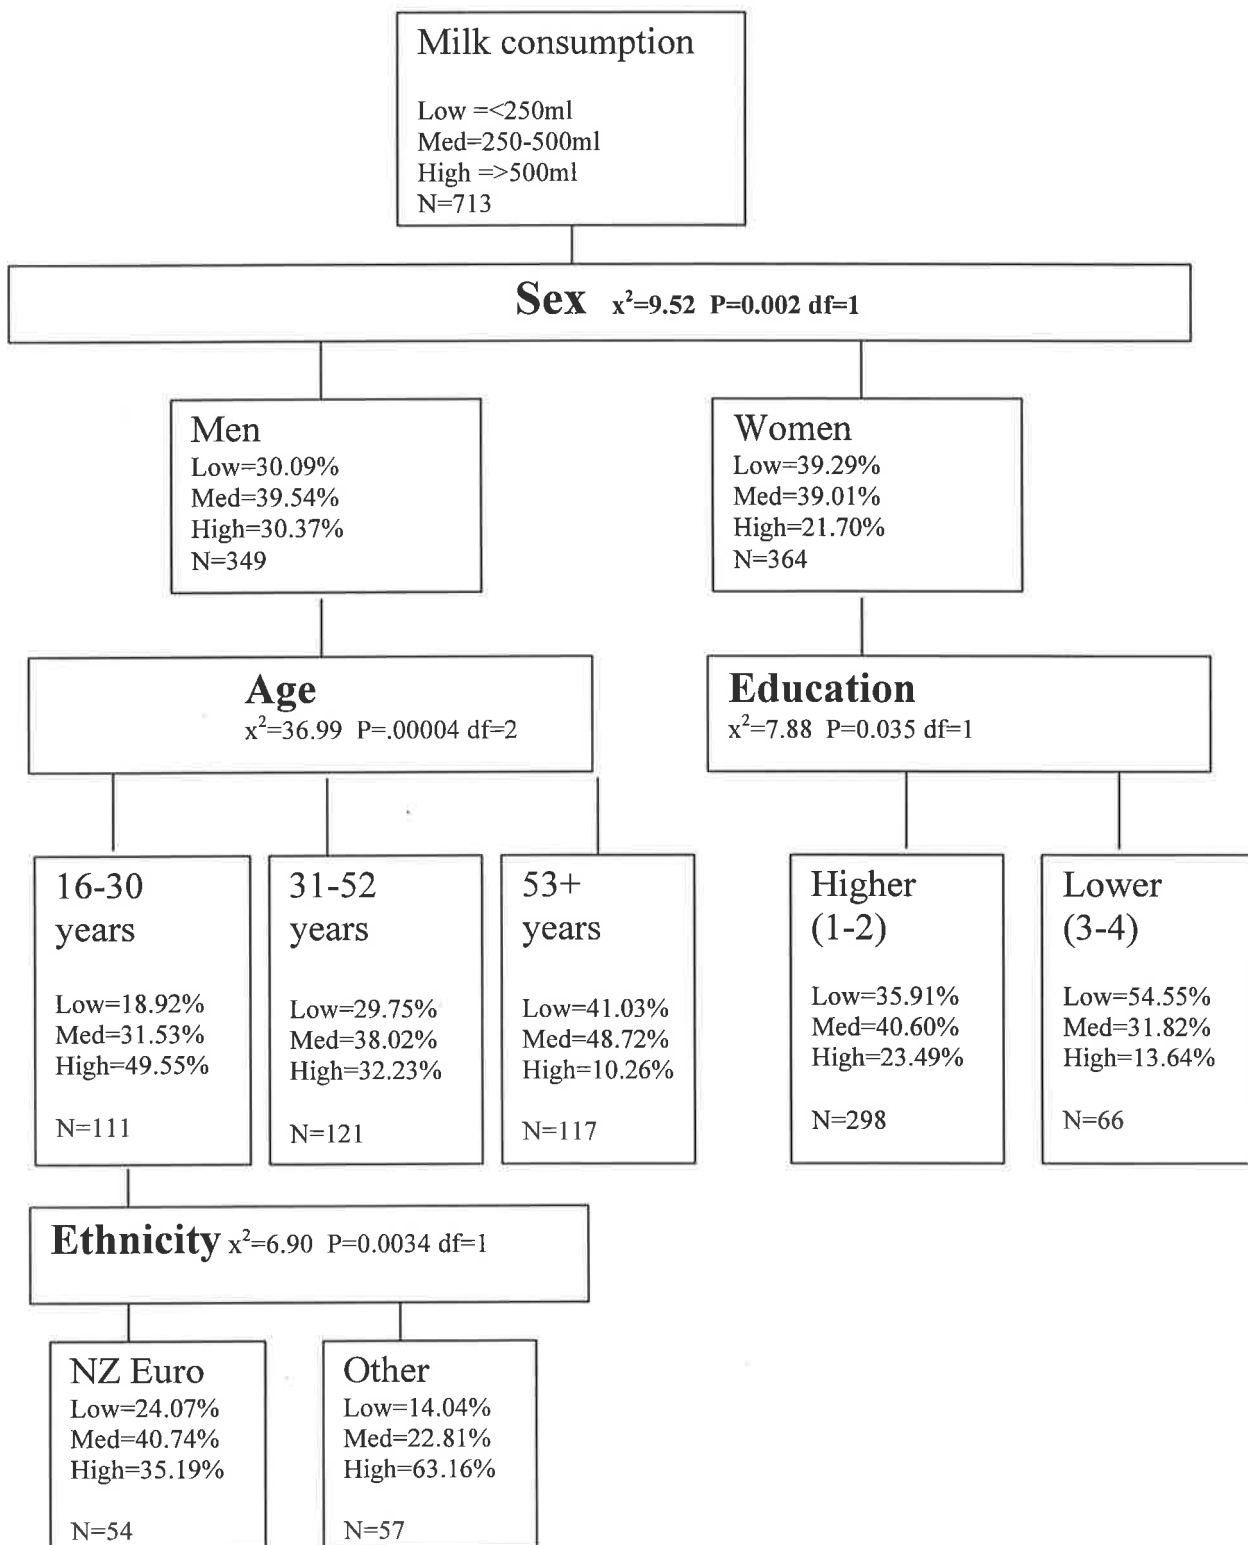 Milk consumption
Low =<250ml
Med=250-500ml
High =>500ml
N=713
Sex x²=9.52 P=0.002 df=1
Men
Low=30.09%
Med=39.54%
High=30.37%
N=349
Women
Low=39.29%
Med=39.01%
High=21.70%
N=364
Age
x²=36.99 P=.00004 df=2
Education
x²=7.88 P=0.035 df=1
16-30
years
Low=18.92%
Med=31.53%
High=49.55%
N=111
31-52
years
Low=29.75%
Med=38.02%
High=32.23%
N=121
53+
years
Low=41.03%
Med=48.72%
High=10.26%
N=117
Higher
(1-2)
Low=35.91%
Med=40.60%
High=23.49%
N=298
Lower
(3-4)
Low=54.55%
Med=31.82%
High=13.64%
N=66
Ethnicity x²=6.90 P=0.0034 df=1
NZ Euro
Low=24.07%
Med=40.74%
High=35.19%
N=54
Other
Low=14.04%
Med=22.81%
High=63.16%
N=57